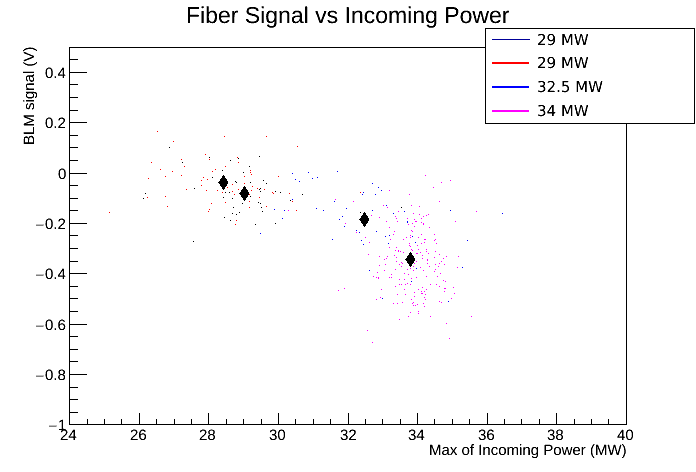 Fiber Signal vs Incoming Power
29 MW
29 MW
32.5 MW
34 MW
BLM signal (V)
0.4
0.2
0
−0.2
−0.4
−0.6
−0.8
−1
24 26 28 30 32 34 36 38 40
Max of Incoming Power (MW)